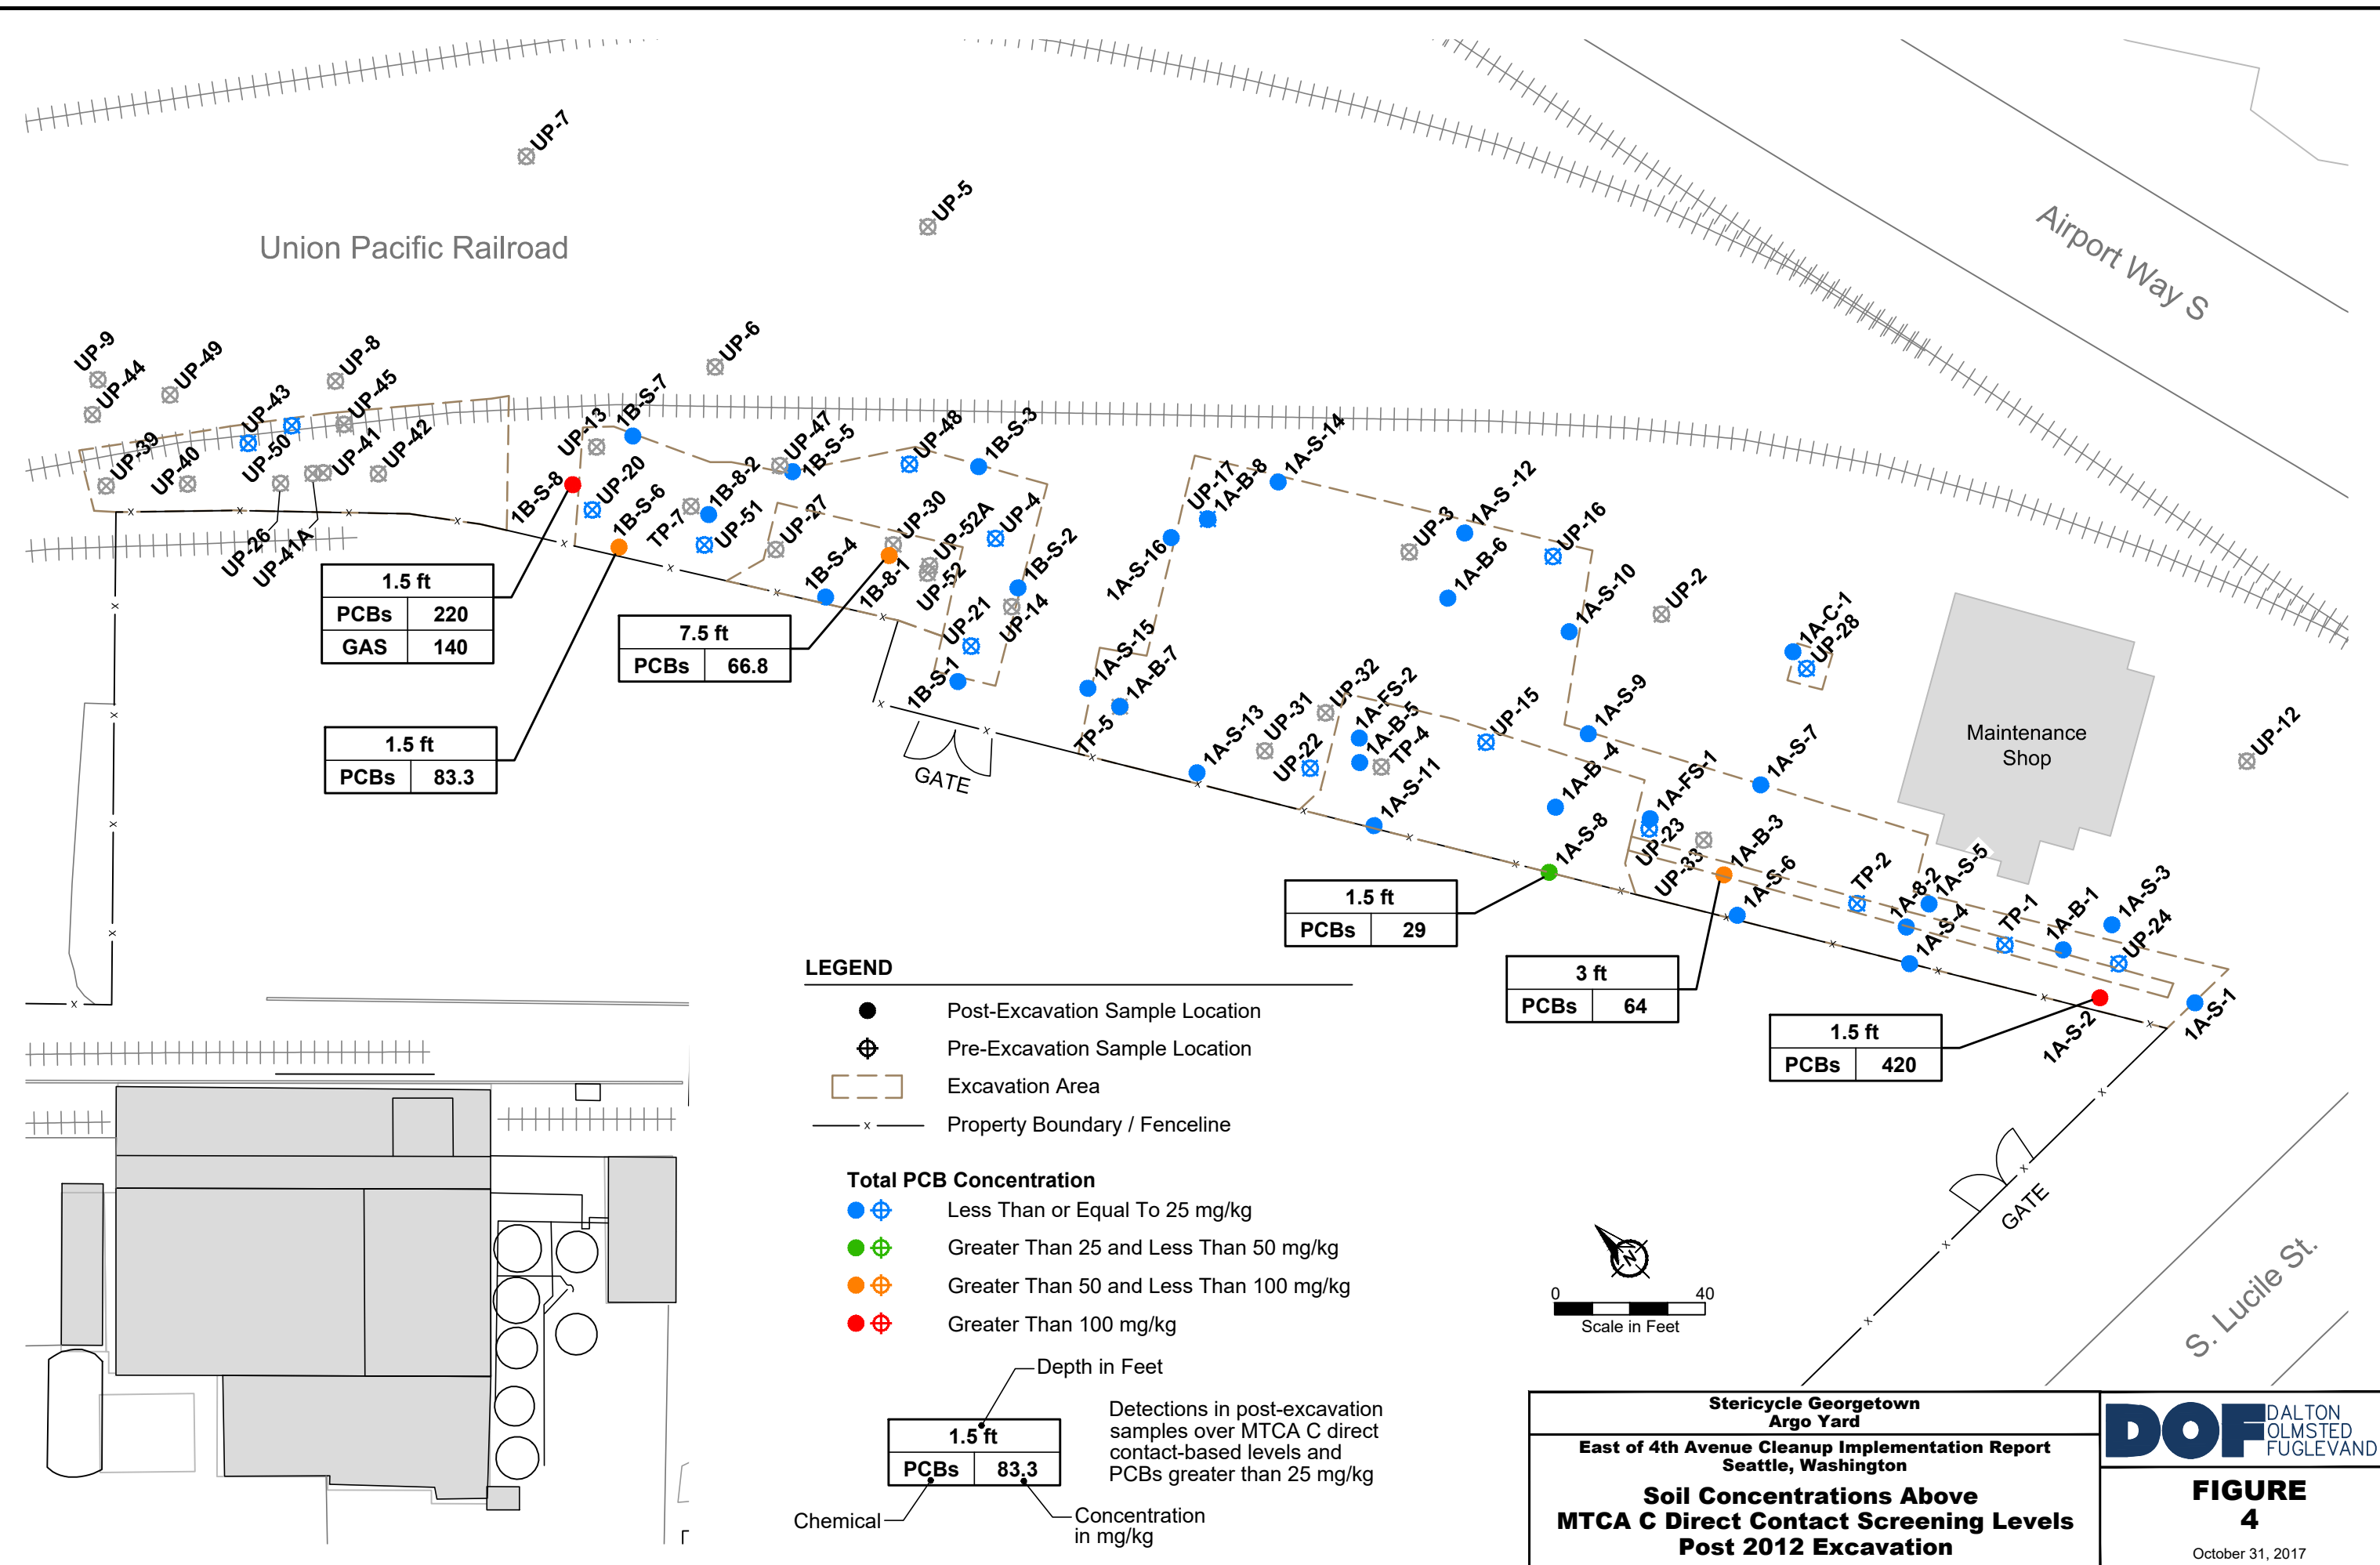 UP-7
UP-5
Union Pacific Railroad
Airport Way S
UP-9
UP-44
UP-49
UP-8
UP-45
UP-43
UP-39
UP-40
UP-50
UP-41
UP-42
UP-26
UP-41A
UP-6
UP-13
1B-S-7
1B-S-8
UP-20
1B-S-6
TP-7
1B-8-2
UP-51
UP-47
1B-S-5
UP-27
UP-48
1B-S-3
UP-30
UP-52A
UP-4
1B-S-4
1B-8-1
UP-52
1B-S-2
UP-21
UP-14
1B-S-1
1A-S-14
UP-17
1A-B-8
1A-S-16
UP-3
1A-S -12
1A-B-6
UP-16
1A-S-10
UP-2
1A-C-1
UP-28
1A-S-15
1A-B-7
TP-5
1A-S-13
UP-31
UP-32
UP-22
1A-FS-2
1A-B-5
TP-4
1A-S-11
UP-15
1A-S-9
1A-B -4
1A-S-7
1A-FS-1
1A-S-8
UP-23
UP-33
1A-B-3
1A-S-6
TP-2
1A-8-2
1A-S-5
1A-S-4
TP-1
1A-B-1
1A-S-3
UP-24
1A-S-2
1A-S-1
UP-12
Maintenance
Shop
GATE
GATE
S. Lucile St.
1.5 ft
PCBs 220
GAS 140
1.5 ft
PCBs 83.3
7.5 ft
PCBs 66.8
1.5 ft
PCBs 29
3 ft
PCBs 64
1.5 ft
PCBs 420
LEGEND
Post-Excavation Sample Location
Pre-Excavation Sample Location
Excavation Area
x Property Boundary / Fenceline
Total PCB Concentration
Less Than or Equal To 25 mg/kg
Greater Than 25 and Less Than 50 mg/kg
Greater Than 50 and Less Than 100 mg/kg
Greater Than 100 mg/kg
Depth in Feet
1.5 ft
PCBs 83.3
Chemical
Concentration
in mg/kg
Detections in post-excavation
samples over MTCA C direct
contact-based levels and
PCBs greater than 25 mg/kg
N
0 40
Scale in Feet
Stericycle Georgetown
Argo Yard
East of 4th Avenue Cleanup Implementation Report
Seattle, Washington
Soil Concentrations Above
MTCA C Direct Contact Screening Levels
Post 2012 Excavation
DOF
DALTON
OLMSTED
FUGLEVAND
FIGURE
4
October 31, 2017